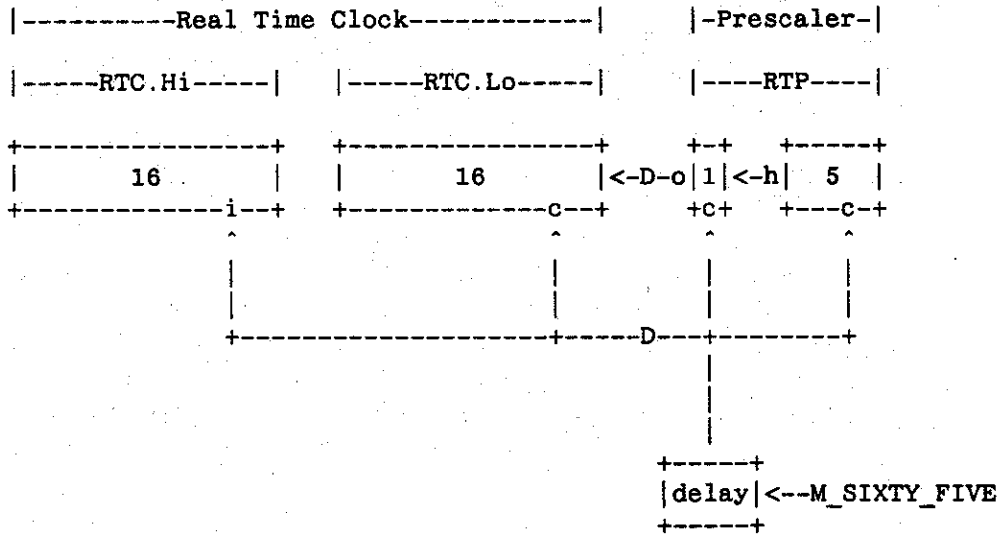 |----------Real Time Clock------------| |-Prescaler-|
|-----RTC.Hi-----| |-----RTC.Lo-----| |----RTP----|
+----------------+ +----------------+ +-+ +-----+
| 16 | | 16 |<-D-o|1|<-h| 5 |
+-------------i--+ +-------------c--+ +c+ +---c-+
^ ^ ^ ^
| | | |
| | | |
+--------------------+-----D---+--------+
|
|
|
+-----+
|delay|<--M_SIXTY_FIVE
+-----+